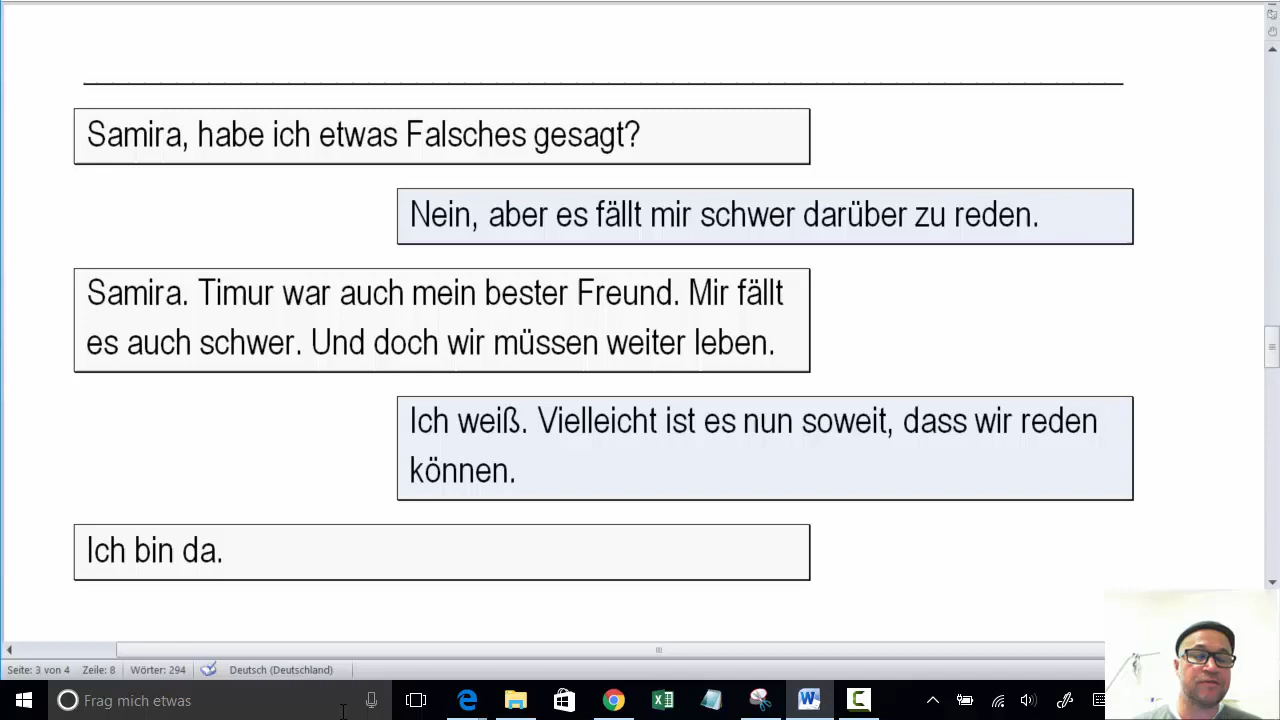 Samira, habe ich etwas Falsches gesagt?
Nein, aber es fällt mir schwer darüber zu reden.
Samira. Timur war auch mein bester Freund. Mir fällt
es auch schwer. Und doch wir müssen weiter leben.
Ich weiß. Vielleicht ist es nun soweit, dass wir reden
können.
Ich bin da.
Seite: 3 von 4 Zeile: 8 Wörter: 294 Deutsch (Deutschland)
Frag mich etwas